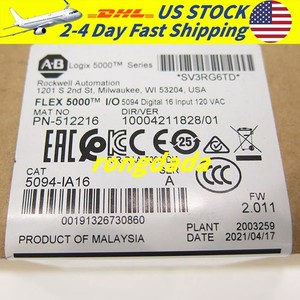 DHL US STOCK
2-4 Day Fast Shipping
A·B Logix 5000™ Series
*SV3RG6TD*
Rockwell Automation
1201 S 2nd St, Milwaukee, WI 53204, USA
FLEX 5000™ I/O 5094 Digital 16 Input 120 VAC
MAT NO DIR/VER
PN-512216 10004211828/01
EAC 25
rongdada
CAT SER
5094-IA16 A
FW
2.011
00191326730860
PLANT 2003259
PRODUCT OF MALAYSIA 2021/04/17